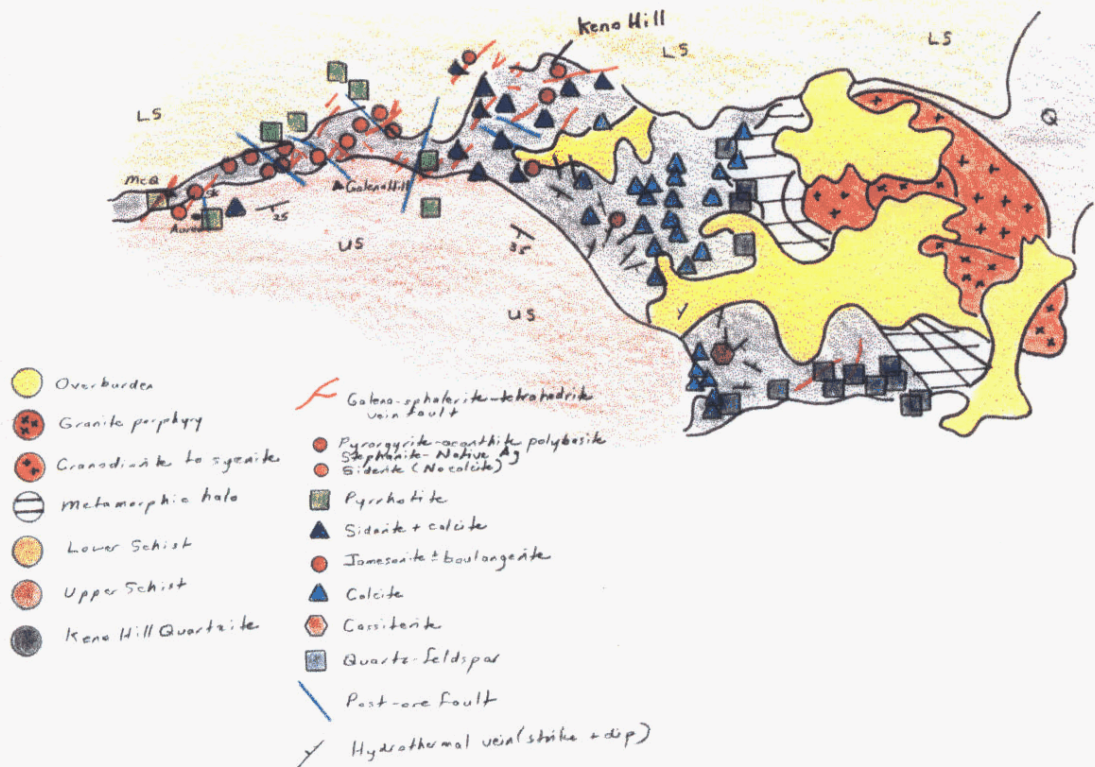 Keno Hill
LS
LS
LS
Q
McQ
Galena Hill
25
US
35
US
Overburden
Granite porphyry
Granodiorite to syenite
Metamorphic halo
Lower Schist
Upper Schist
Keno Hill Quartzite
Galena-sphalerite-tetrahedrite
vein fault
Pyrargyrite-acanthite polybasite
Stephanite-Native Ag
Siderite (No calcite)
Pyrrhotite
Siderite + calcite
Jamesonite ± boulangerite
Calcite
Cassiterite
Quartz-feldspar
Post-ore fault
Hydrothermal vein (strike + dip)